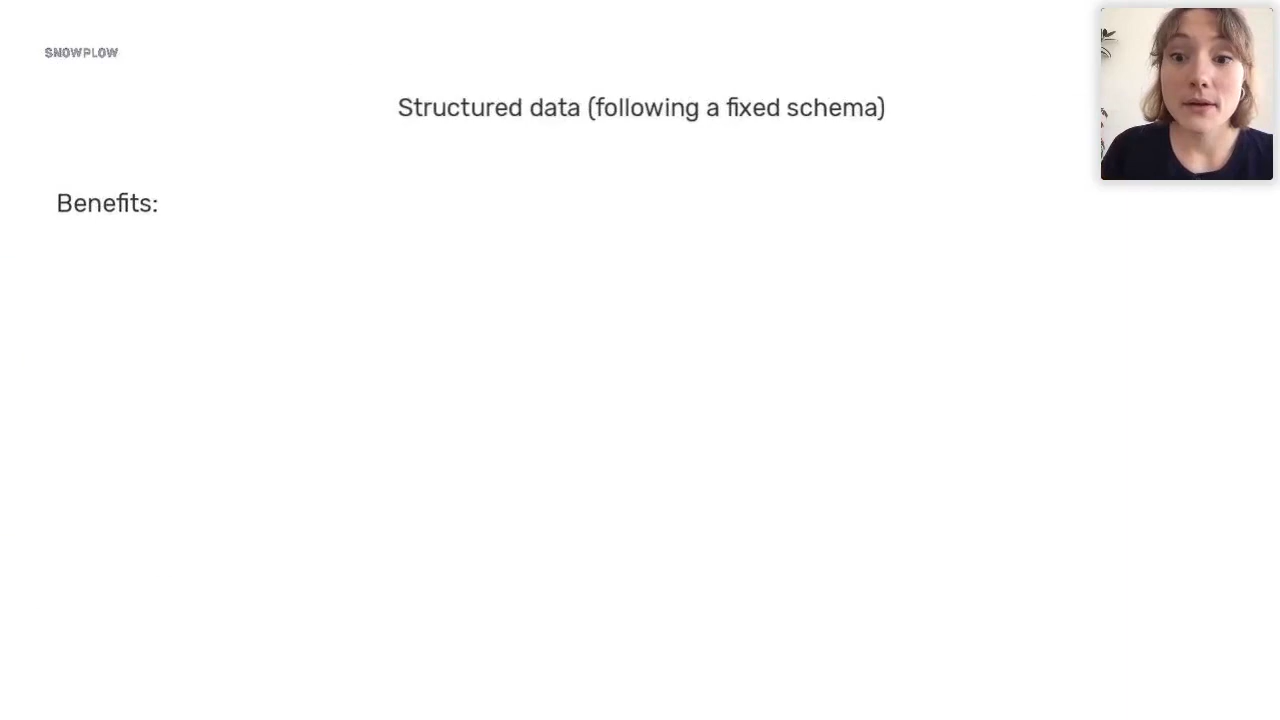 SNOWPLOW
Structured data (following a fixed schema)
Benefits: